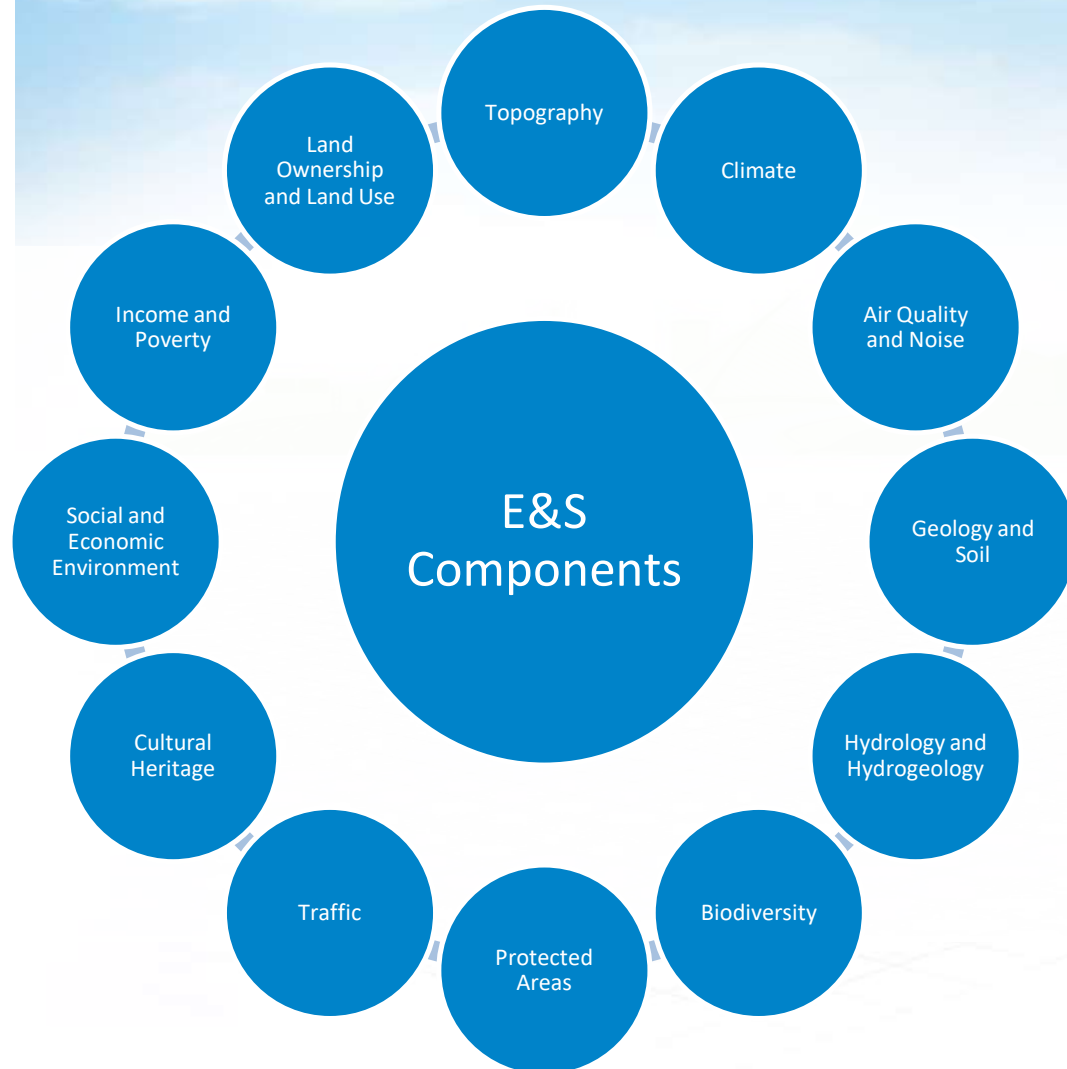 Topography
Climate
Air Quality
and Noise
Geology and
Soil
Hydrology and
Hydrogeology
Biodiversity
Protected
Areas
Traffic
Cultural
Heritage
Social and
Economic
Environment
Income and
Poverty
Land
Ownership
and Land Use
E&S
Components